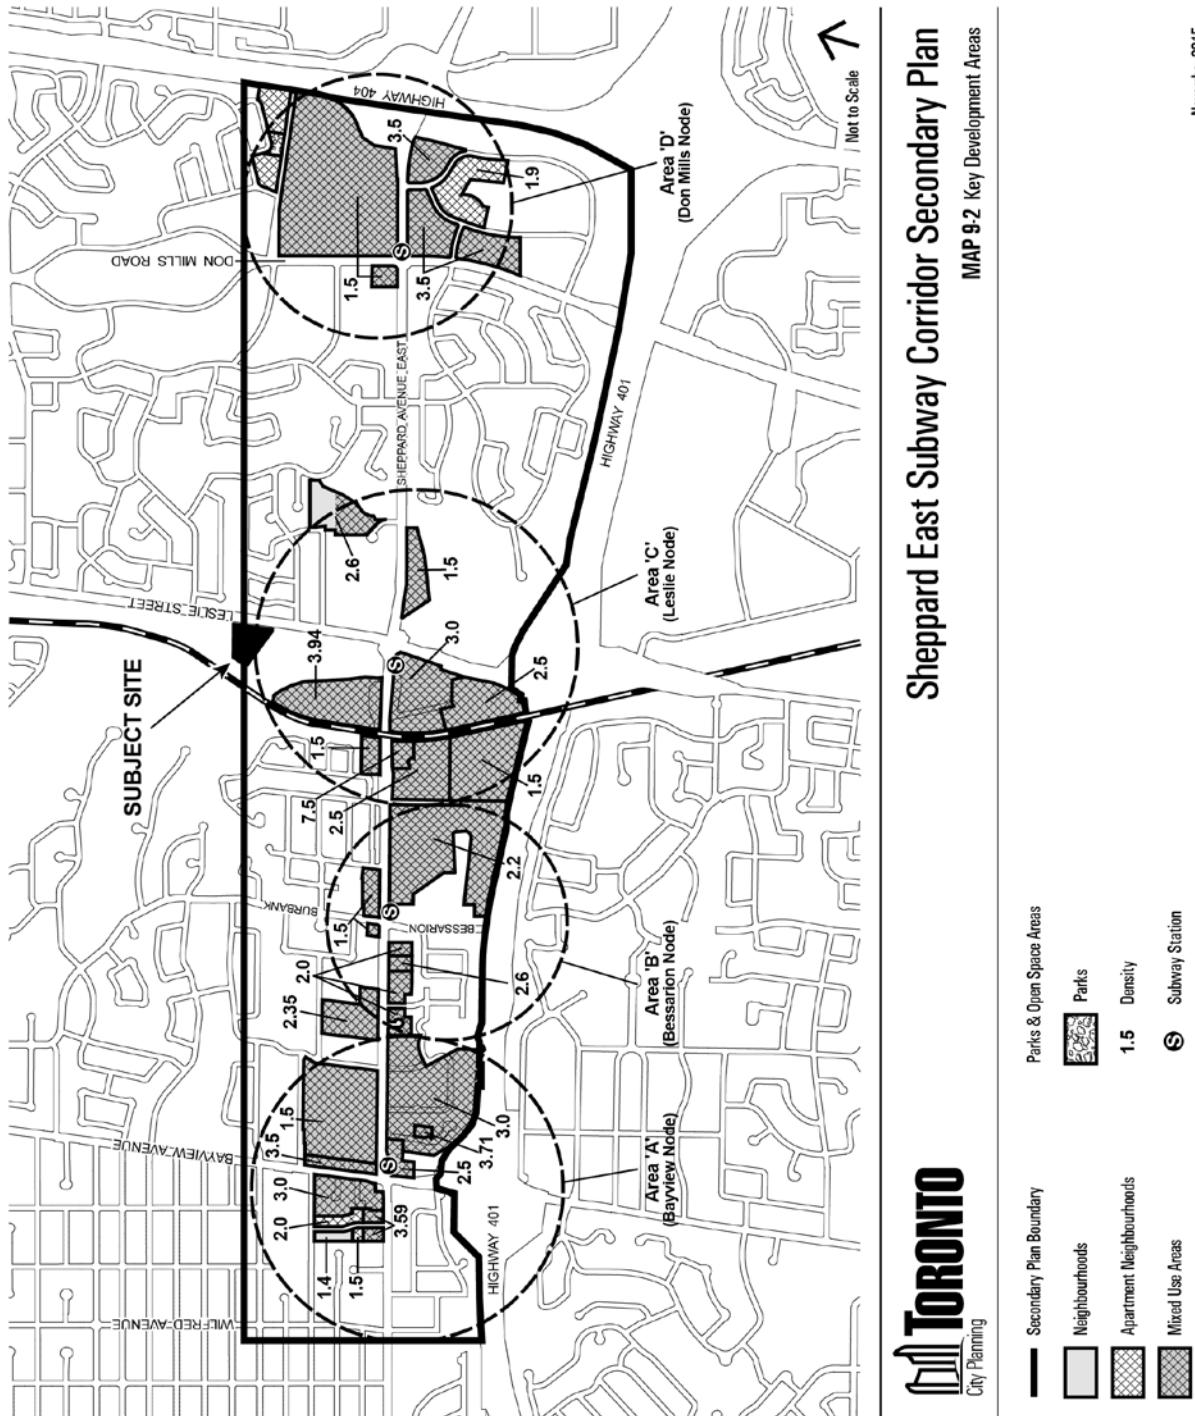 SUBJECT SITE
HIGHWAY 404
DON MILLS ROAD
SHEPPARD AVENUE EAST
LESLIE STREET
BURBANK
BESSARION
BAYVIEW AVENUE
WILFRED AVENUE
HIGHWAY 401
HIGHWAY 401
1.4
1.5
2.0
3.0
3.59
3.5
1.5
2.5
3.71
3.0
2.35
2.0
2.6
1.5
2.2
7.5
2.5
1.5
1.5
3.94
3.0
2.5
2.6
1.5
1.5
1.5
3.5
3.5
1.9
S
S
S
S
Area 'A'
(Bayview Node)
Area 'B'
(Bessarion Node)
Area 'C'
(Leslie Node)
Area 'D'
(Don Mills Node)
Not to Scale
TORONTO
City Planning
Sheppard East Subway Corridor Secondary Plan
MAP 9-2 Key Development Areas
Secondary Plan Boundary
Neighbourhoods
Apartment Neighbourhoods
Mixed Use Areas
Parks & Open Space Areas
Parks
1.5 Density
S Subway Station